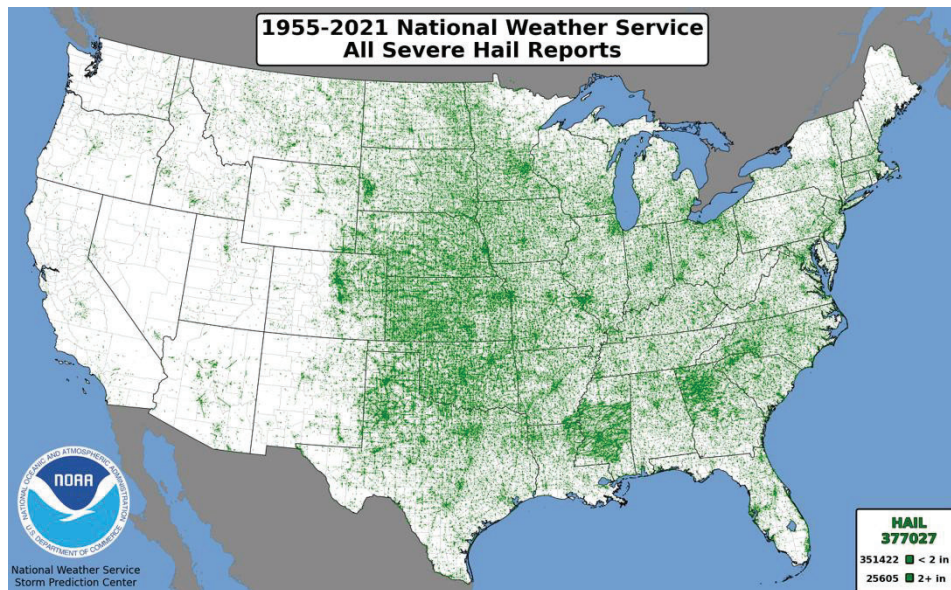 1955-2021 National Weather Service
All Severe Hail Reports
NATIONAL OCEANIC AND ATMOSPHERIC ADMINISTRATION
NOAA
U.S. DEPARTMENT OF COMMERCE
National Weather Service
Storm Prediction Center
HAIL
377027
351422 < 2 in
25605 2+ in